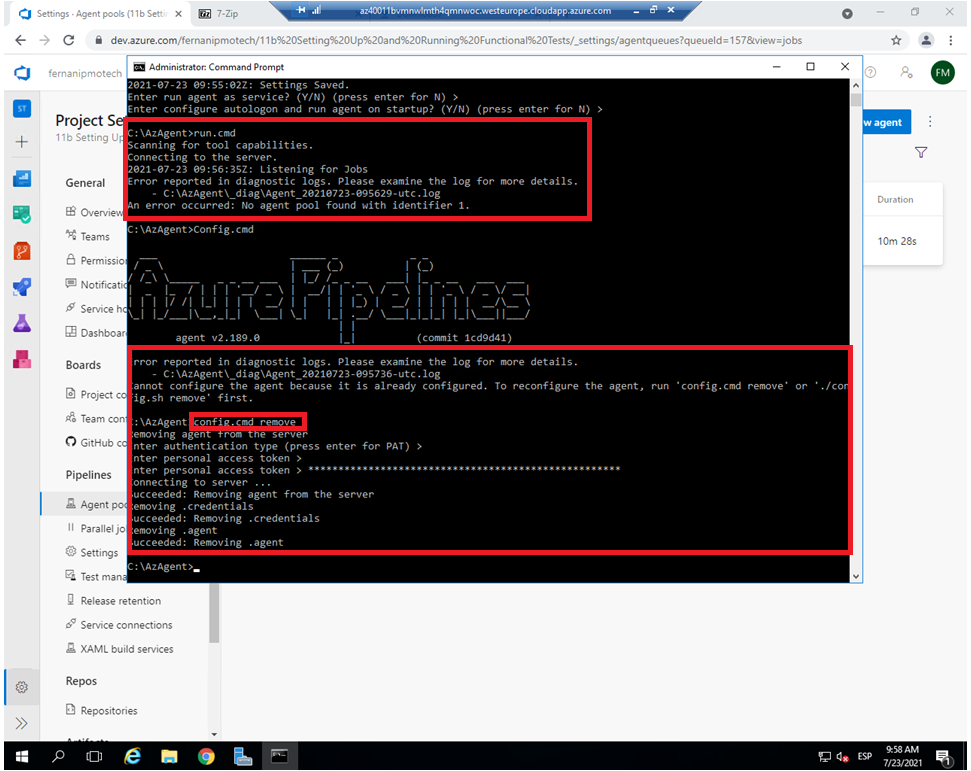 Settings · Agent pools (11b Settin
7-Zip
az40011bvmnwlmth4qmnwoc.westeurope.cloudapp.azure.com
dev.azure.com/fernanipmotech/11b%20Setting%20Up%20and%20Running%20Functional%20Tests/_settings/agentqueues?queueId=157&view=jobs
fernanipmotech
FM
ST
Project Se
11b Setting Up
w agent
General
Overview
Teams
Permission
Notificatio
Service ho
Dashboar
Boards
Project co
Team con
GitHub co
Pipelines
Agent poo
Parallel jo
Settings
Test mana
Release retention
Service connections
XAML build services
Repos
Repositories
Artifacts
Duration
10m 28s
Administrator: Command Prompt
2021-07-23 09:55:02Z: Settings Saved.
Enter run agent as service? (Y/N) (press enter for N) >
Enter configure autologon and run agent on startup? (Y/N) (press enter for N) >
C:\AzAgent>run.cmd
Scanning for tool capabilities.
Connecting to the server.
2021-07-23 09:56:35Z: Listening for Jobs
Error reported in diagnostic logs. Please examine the log for more details.
- C:\AzAgent\_diag\Agent_20210723-095629-utc.log
An error occurred: No agent pool found with identifier 1.
C:\AzAgent>Config.cmd
AzurePipelines
agent v2.189.0 (commit 1cd9d41)
rror reported in diagnostic logs. Please examine the log for more details.
- C:\AzAgent\_diag\Agent_20210723-095736-utc.log
annot configure the agent because it is already configured. To reconfigure the agent, run 'config.cmd remove' or './con
ig.sh remove' first.
:\AzAgent config.cmd remove
emoving agent from the server
nter authentication type (press enter for PAT) >
nter personal access token >
nter personal access token > ****************************************************
onnecting to server ...
ucceeded: Removing agent from the server
emoving .credentials
ucceeded: Removing .credentials
emoving .agent
ucceeded: Removing .agent
C:\AzAgent>_
ESP
9:58 AM
7/23/2021
1